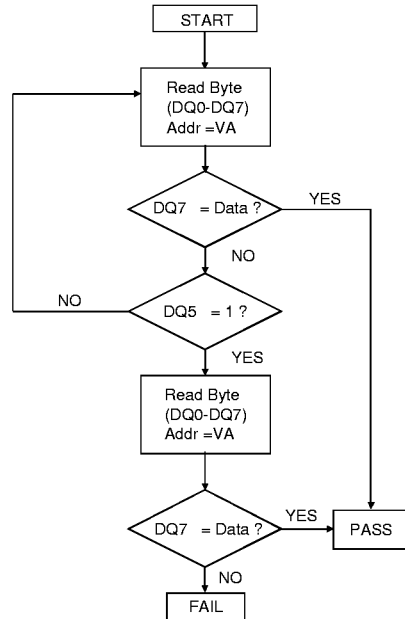 START
Read Byte
(DQ0-DQ7)
Addr =VA
DQ7 = Data ?
YES
NO
DQ5 = 1 ?
NO
YES
Read Byte
(DQ0-DQ7)
Addr =VA
DQ7 = Data ?
YES
PASS
NO
FAIL